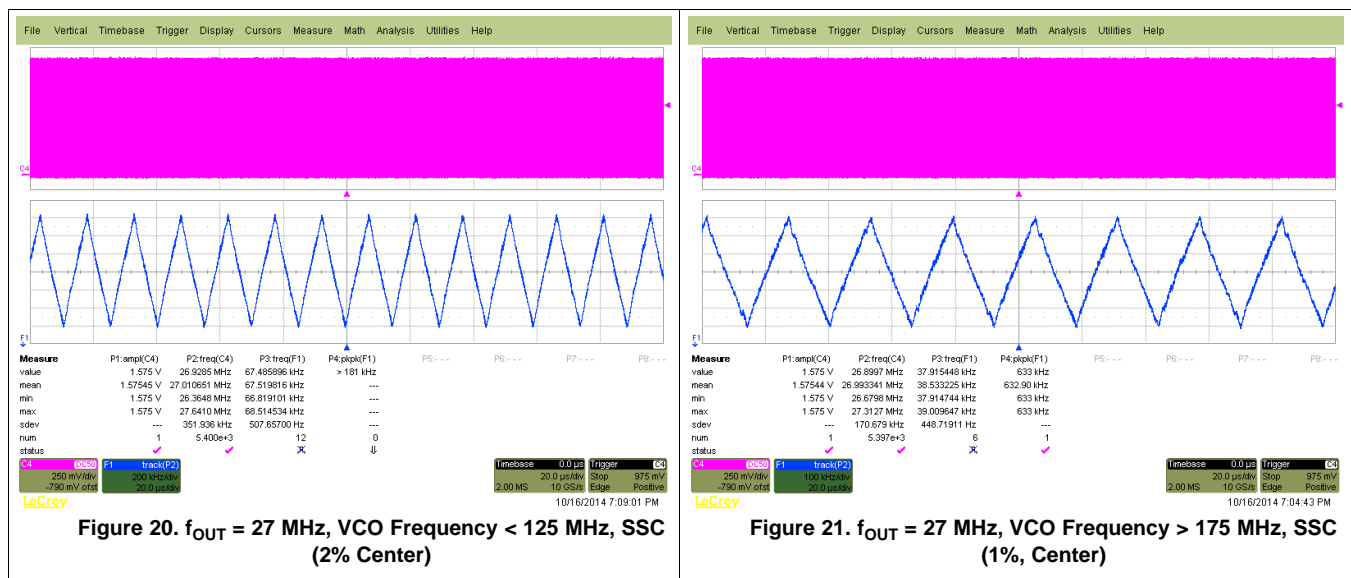 File Vertical Timebase Trigger Display Cursors Measure Math Analysis Utilities Help
C4
F1
Measure P1:ampl(C4) P2:freq(C4) P3:freq(F1) P4:pkpk(F1) P5:--- P6:--- P7:--- P8:---
value 1.575 V 26.9285 MHz 67.485896 kHz > 181 kHz
mean 1.57545 V 27.010651 MHz 67.519816 kHz ---
min 1.575 V 26.3648 MHz 66.819101 kHz ---
max 1.575 V 27.6410 MHz 68.514534 kHz ---
sdev --- 351.936 kHz 507.65700 Hz ---
num 1 5.400e+3 12 0
status
C4 DC50
250 mV/div
-790 mV ofst
F1 track(P2)
200 kHz/div
20.0 µs/div
Timebase 0.0 µs
20.0 µs/div
2.00 MS 10 GS/s
Trigger C4
Stop 975 mV
Edge Positive
LeCroy
10/16/2014 7:09:01 PM
Figure 20. fOUT = 27 MHz, VCO Frequency < 125 MHz, SSC
(2% Center)
File Vertical Timebase Trigger Display Cursors Measure Math Analysis Utilities Help
C4
F1
Measure P1:ampl(C4) P2:freq(C4) P3:freq(F1) P4:pkpk(F1) P5:--- P6:--- P7:--- P8:---
value 1.575 V 26.8997 MHz 37.915448 kHz 633 kHz
mean 1.57544 V 26.993341 MHz 38.533225 kHz 632.90 kHz
min 1.575 V 26.6798 MHz 37.914744 kHz 633 kHz
max 1.575 V 27.3127 MHz 39.009647 kHz 633 kHz
sdev --- 170.679 kHz 448.71911 Hz ---
num 1 5.397e+3 6 1
status
C4 DC50
250 mV/div
-790 mV ofst
F1 track(P2)
100 kHz/div
20.0 µs/div
Timebase 0.0 µs
20.0 µs/div
2.00 MS 10 GS/s
Trigger C4
Stop 975 mV
Edge Positive
LeCroy
10/16/2014 7:04:43 PM
Figure 21. fOUT = 27 MHz, VCO Frequency > 175 MHz, SSC
(1%, Center)